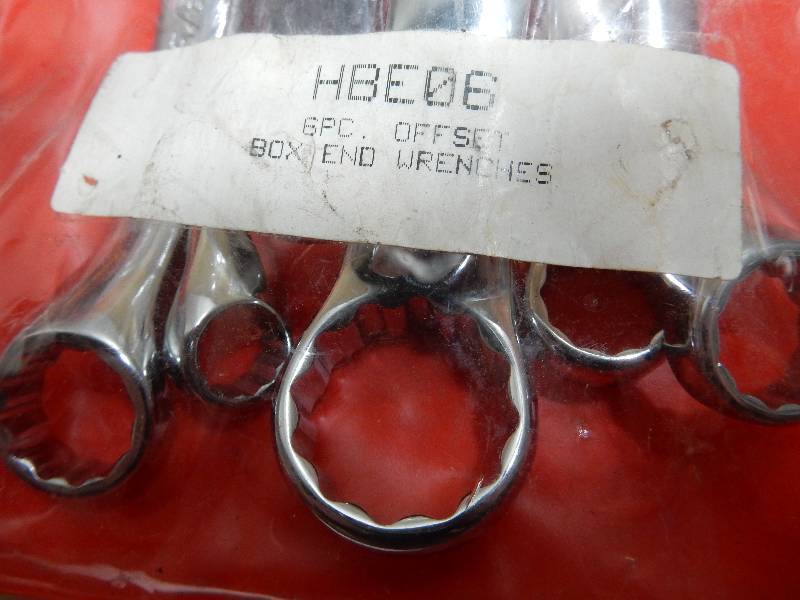 HBE06
6PC. OFFSET
BOX END WRENCHES